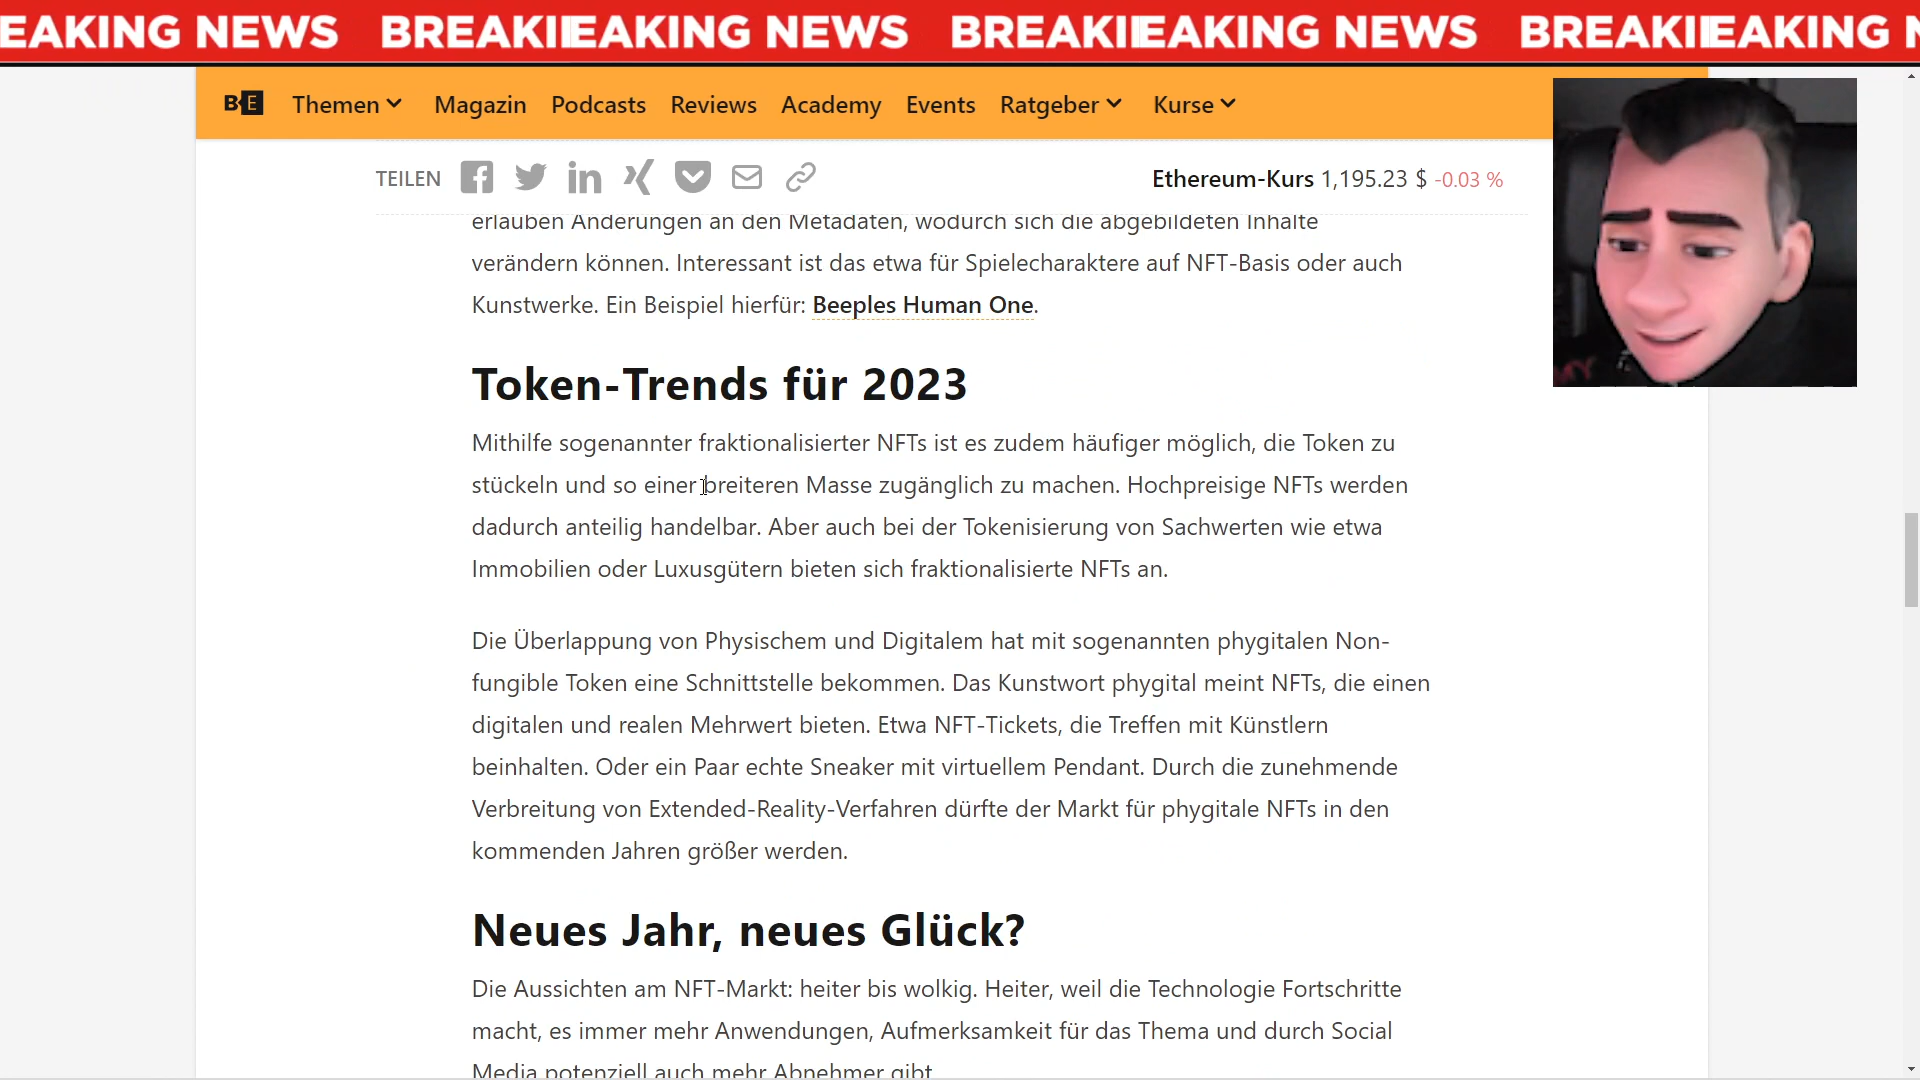 EAKING NEWS BREAKIEAKING NEWS BREAKIEAKING NEWS BREAKIEAKING N
B€ Themen Magazin Podcasts Reviews Academy Events Ratgeber Kurse
TEILEN Ethereum-Kurs 1,195.23 $ -0.03 %
erlauben Änderungen an den Metadaten, wodurch sich die abgebildeten Inhalte
verändern können. Interessant ist das etwa für Spielecharaktere auf NFT-Basis oder auch
Kunstwerke. Ein Beispiel hierfür: Beeples Human One.
Token-Trends für 2023
Mithilfe sogenannter fraktionalisierter NFTs ist es zudem häufiger möglich, die Token zu
stückeln und so einer breiteren Masse zugänglich zu machen. Hochpreisige NFTs werden
dadurch anteilig handelbar. Aber auch bei der Tokenisierung von Sachwerten wie etwa
Immobilien oder Luxusgütern bieten sich fraktionalisierte NFTs an.
Die Überlappung von Physischem und Digitalem hat mit sogenannten phygitalen Non-
fungible Token eine Schnittstelle bekommen. Das Kunstwort phygital meint NFTs, die einen
digitalen und realen Mehrwert bieten. Etwa NFT-Tickets, die Treffen mit Künstlern
beinhalten. Oder ein Paar echte Sneaker mit virtuellem Pendant. Durch die zunehmende
Verbreitung von Extended-Reality-Verfahren dürfte der Markt für phygitale NFTs in den
kommenden Jahren größer werden.
Neues Jahr, neues Glück?
Die Aussichten am NFT-Markt: heiter bis wolkig. Heiter, weil die Technologie Fortschritte
macht, es immer mehr Anwendungen, Aufmerksamkeit für das Thema und durch Social
Media potenziell auch mehr Abnehmer gibt